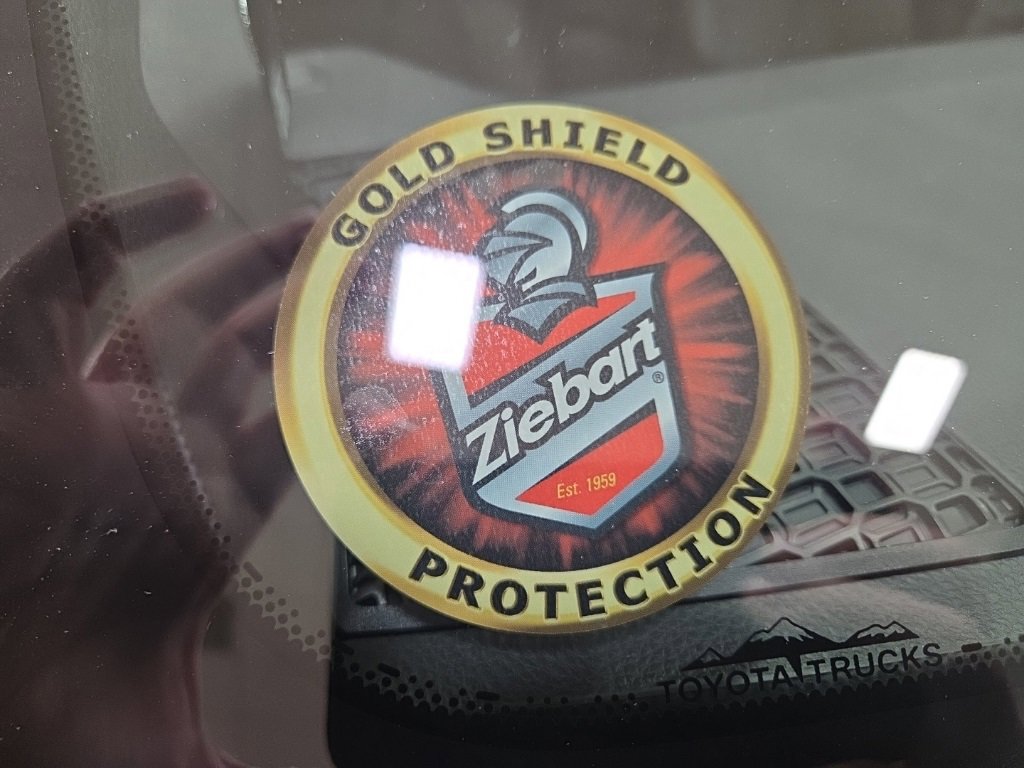 GOLD SHIELD
Ziebart®
Est. 1959
PROTECTION
TOYOTA TRUCKS